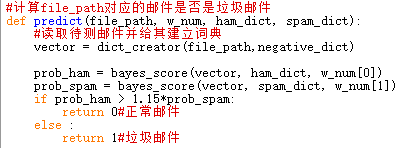 #计算file_path对应的邮件是否是垃圾邮件
def predict(file_path, w_num, ham_dict, spam_dict):
    #读取待测邮件并给其建立词典
    vector = dict_creator(file_path,negative_dict)

    prob_ham = bayes_score(vector, ham_dict, w_num[0])
    prob_spam = bayes_score(vector, spam_dict, w_num[1])
    if prob_ham > 1.15*prob_spam:
        return 0#正常邮件
    else :
        return 1#垃圾邮件